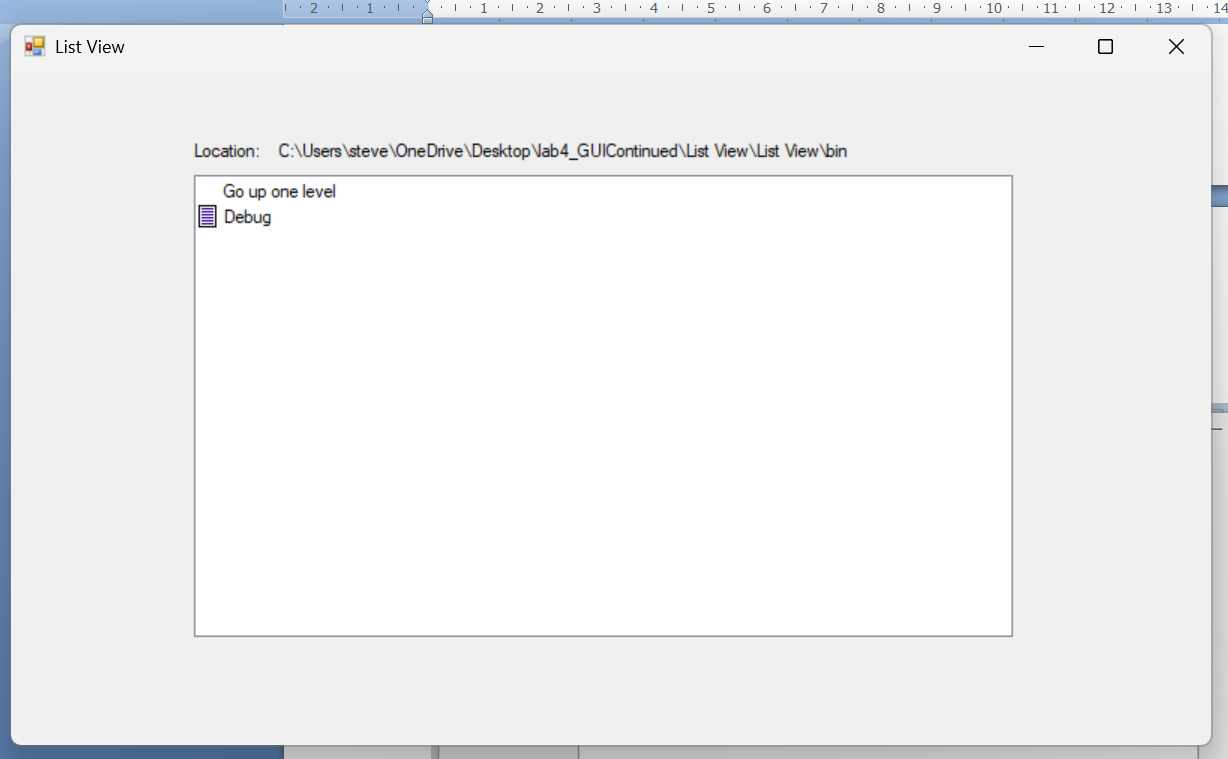 2 1 1 2 3 4 5 6 7 8 9 10 11 12 13 14
List View
Location: C:\Users\steve\OneDrive\Desktop\lab4_GUIContinued\List View\List View\bin
Go up one level
Debug